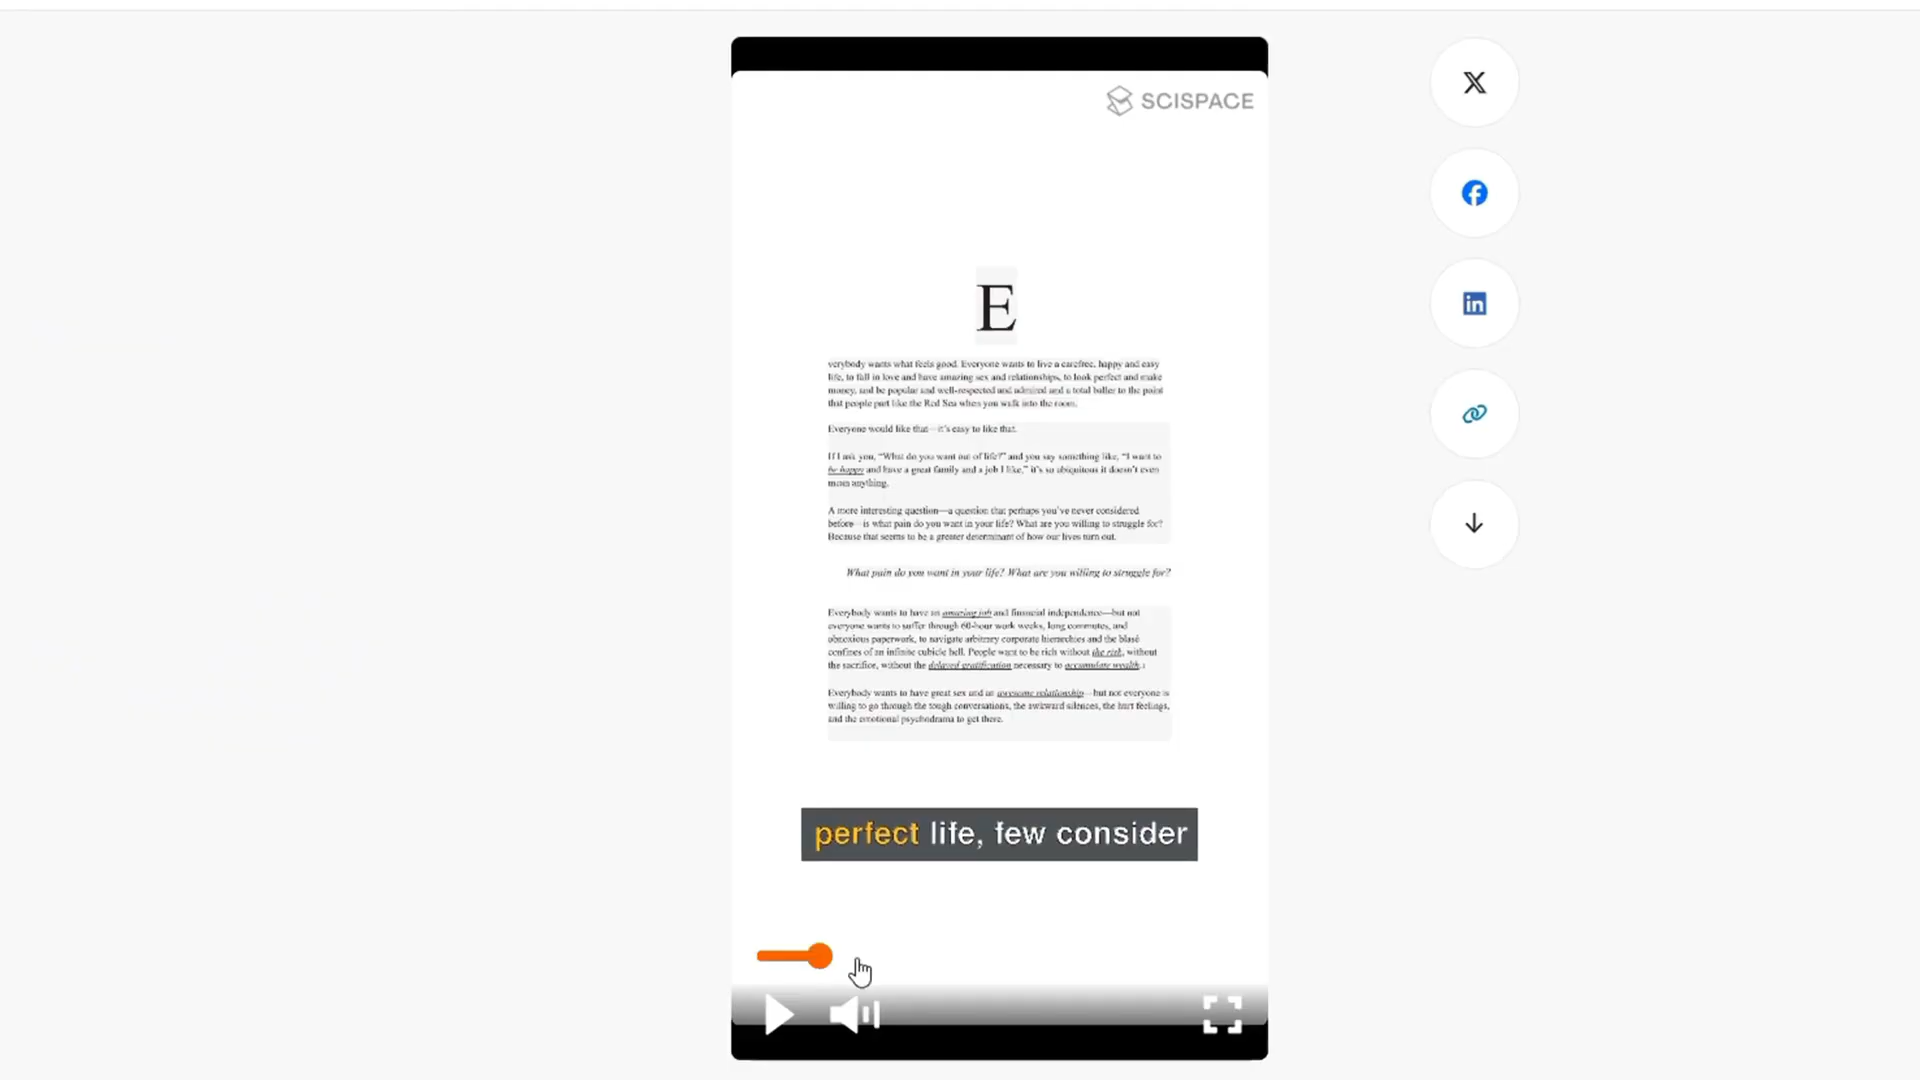 SCISPACE
E
verybody wants what feels good. Everyone wants to live a carefree, happy and easy
life, to fall in love and have amazing sex and relationships, to look perfect and make
money, and be popular and well-respected and admired and a total baller to the point
that people part like the Red Sea when you walk into the room.
Everyone would like that—it's easy to like that.
If I ask you, “What do you want out of life?” and you say something like, “I want to
be happy and have a great family and a job I like,” it's so ubiquitous it doesn't even
mean anything.
A more interesting question—a question that perhaps you've never considered
before—is what pain do you want in your life? What are you willing to struggle for?
Because that seems to be a greater determinant of how our lives turn out.
What pain do you want in your life? What are you willing to struggle for?
Everybody wants to have an amazing job and financial independence—but not
everyone wants to suffer through 60-hour work weeks, long commutes, and
obnoxious paperwork, to navigate arbitrary corporate hierarchies and the blasé
confines of an infinite cubicle hell. People want to be rich without the risk, without
the sacrifice, without the delayed gratification necessary to accumulate wealth.
Everybody wants to have great sex and an awesome relationship—but not everyone is
willing to go through the tough conversations, the awkward silences, the hurt feelings,
and the emotional psychodrama to get there.
perfect life, few consider